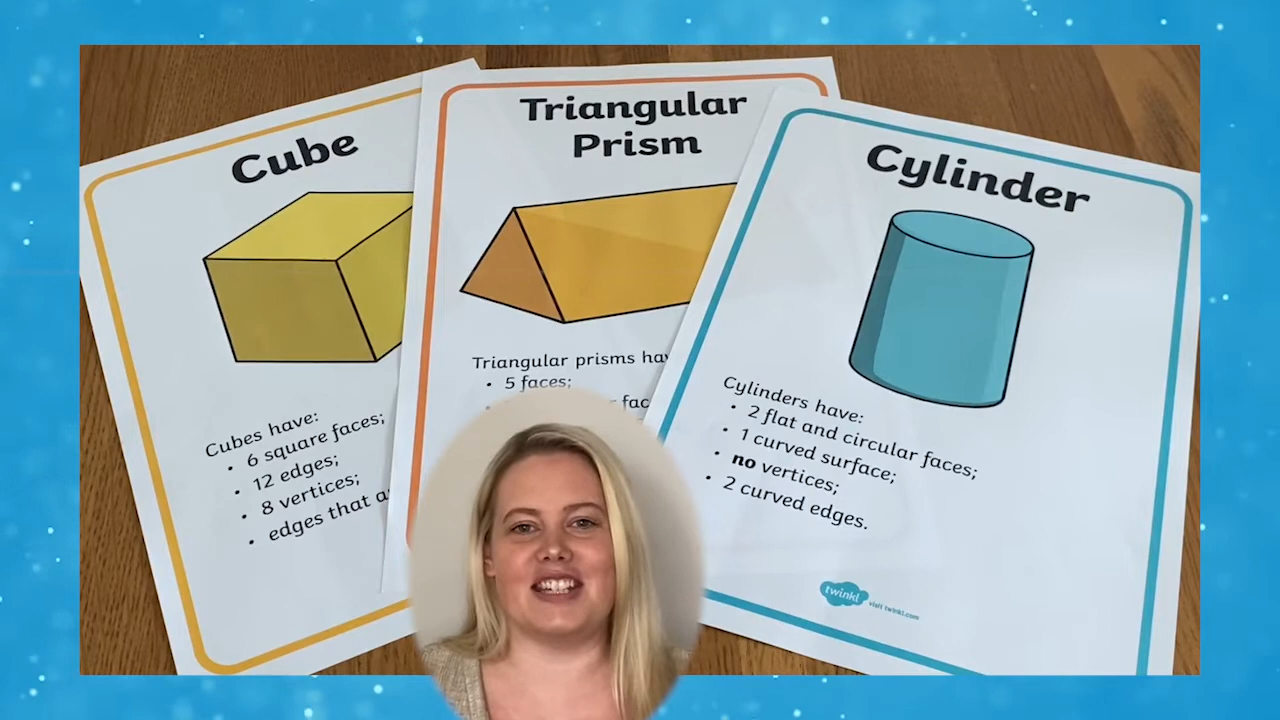 Cube
Cubes have:
• 6 square faces;
• 12 edges;
• 8 vertices;
• edges that
Triangular
Prism
Triangular prisms
• 5 faces;
Cylinder
Cylinders have:
• 2 flat and circular faces;
• 1 curved surface;
• no vertices;
• 2 curved edges.
twinkl
visit twinkl.com